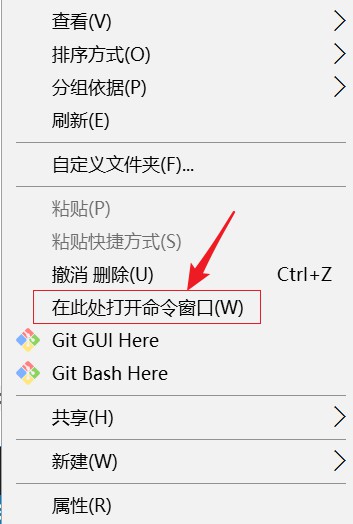 查看(V)
排序方式(O)
分组依据(P)
刷新(E)
自定义文件夹(F)...
粘贴(P)
粘贴快捷方式(S)
撤消 删除(U) Ctrl+Z
在此处打开命令窗口(W)
Git GUI Here
Git Bash Here
共享(H)
新建(W)
属性(R)